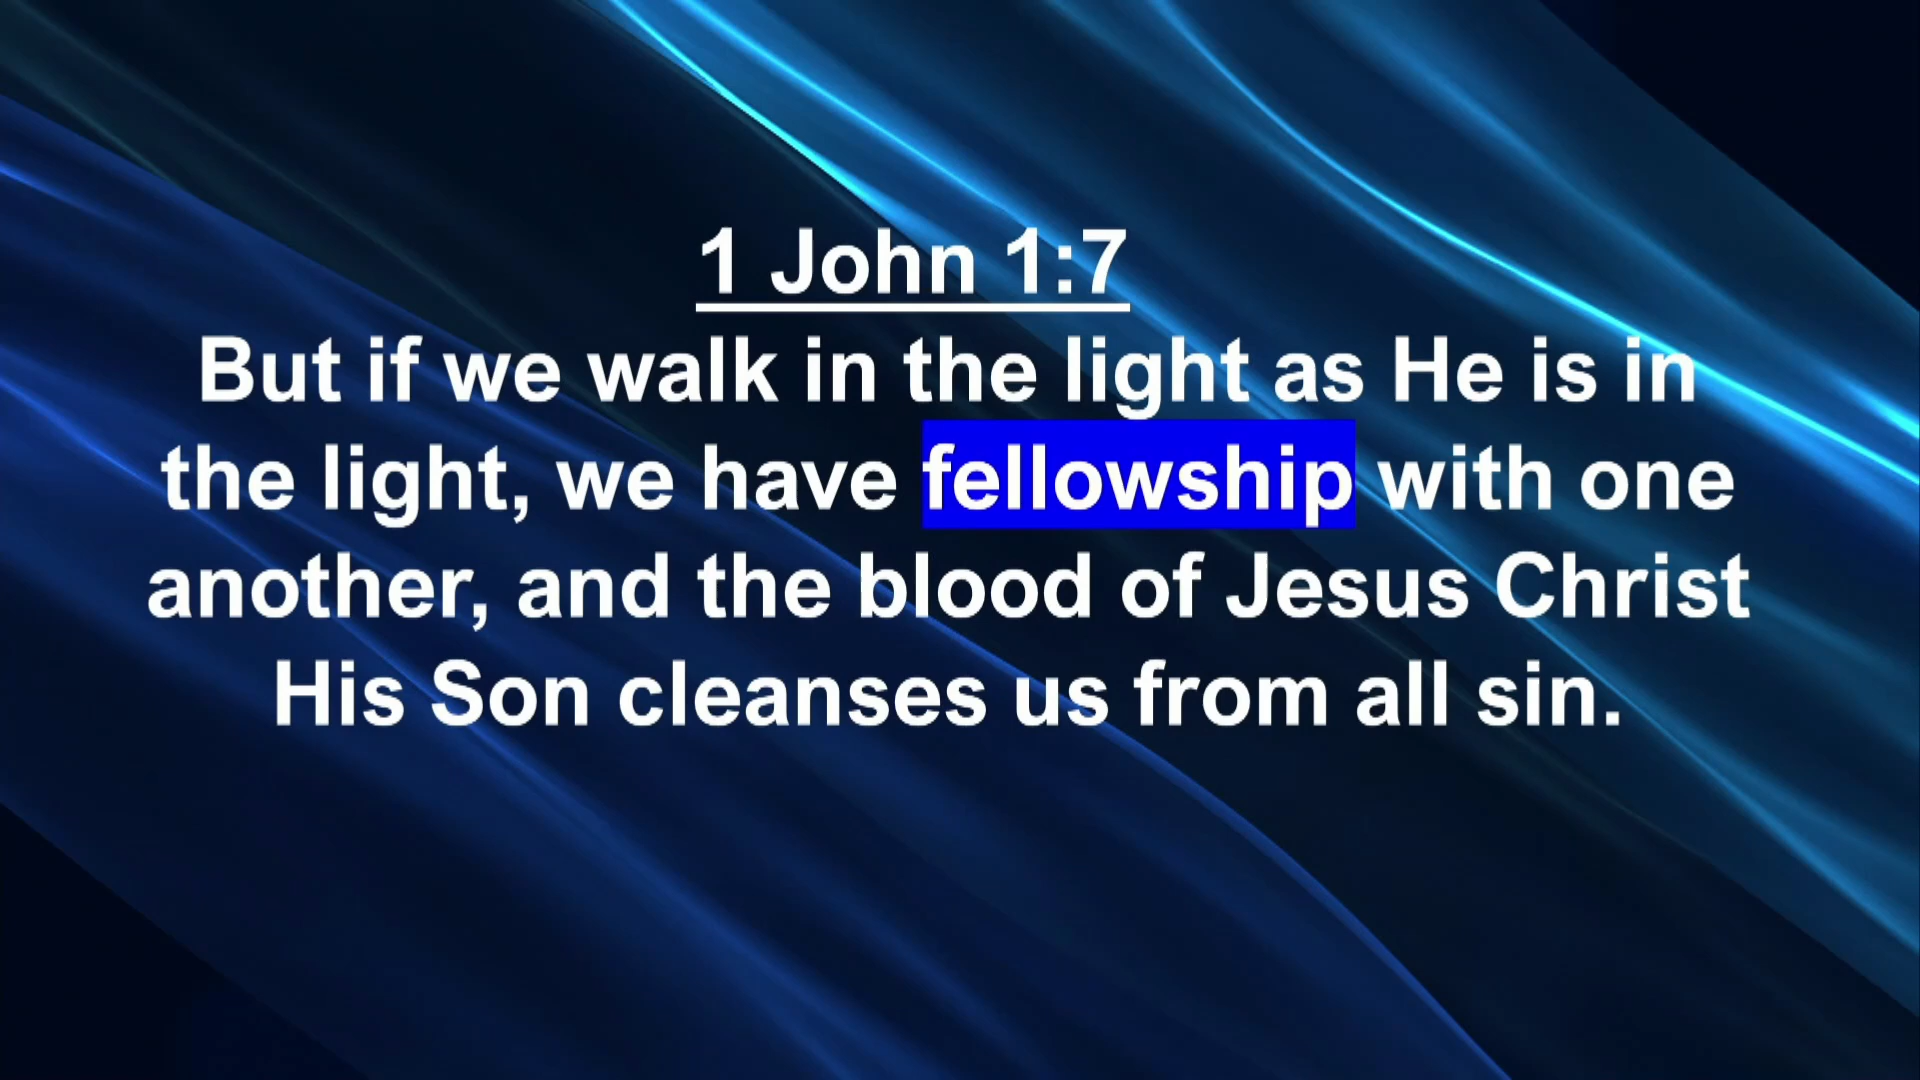 1 John 1:7
But if we walk in the light as He is in
the light, we have fellowship with one
another, and the blood of Jesus Christ
His Son cleanses us from all sin.